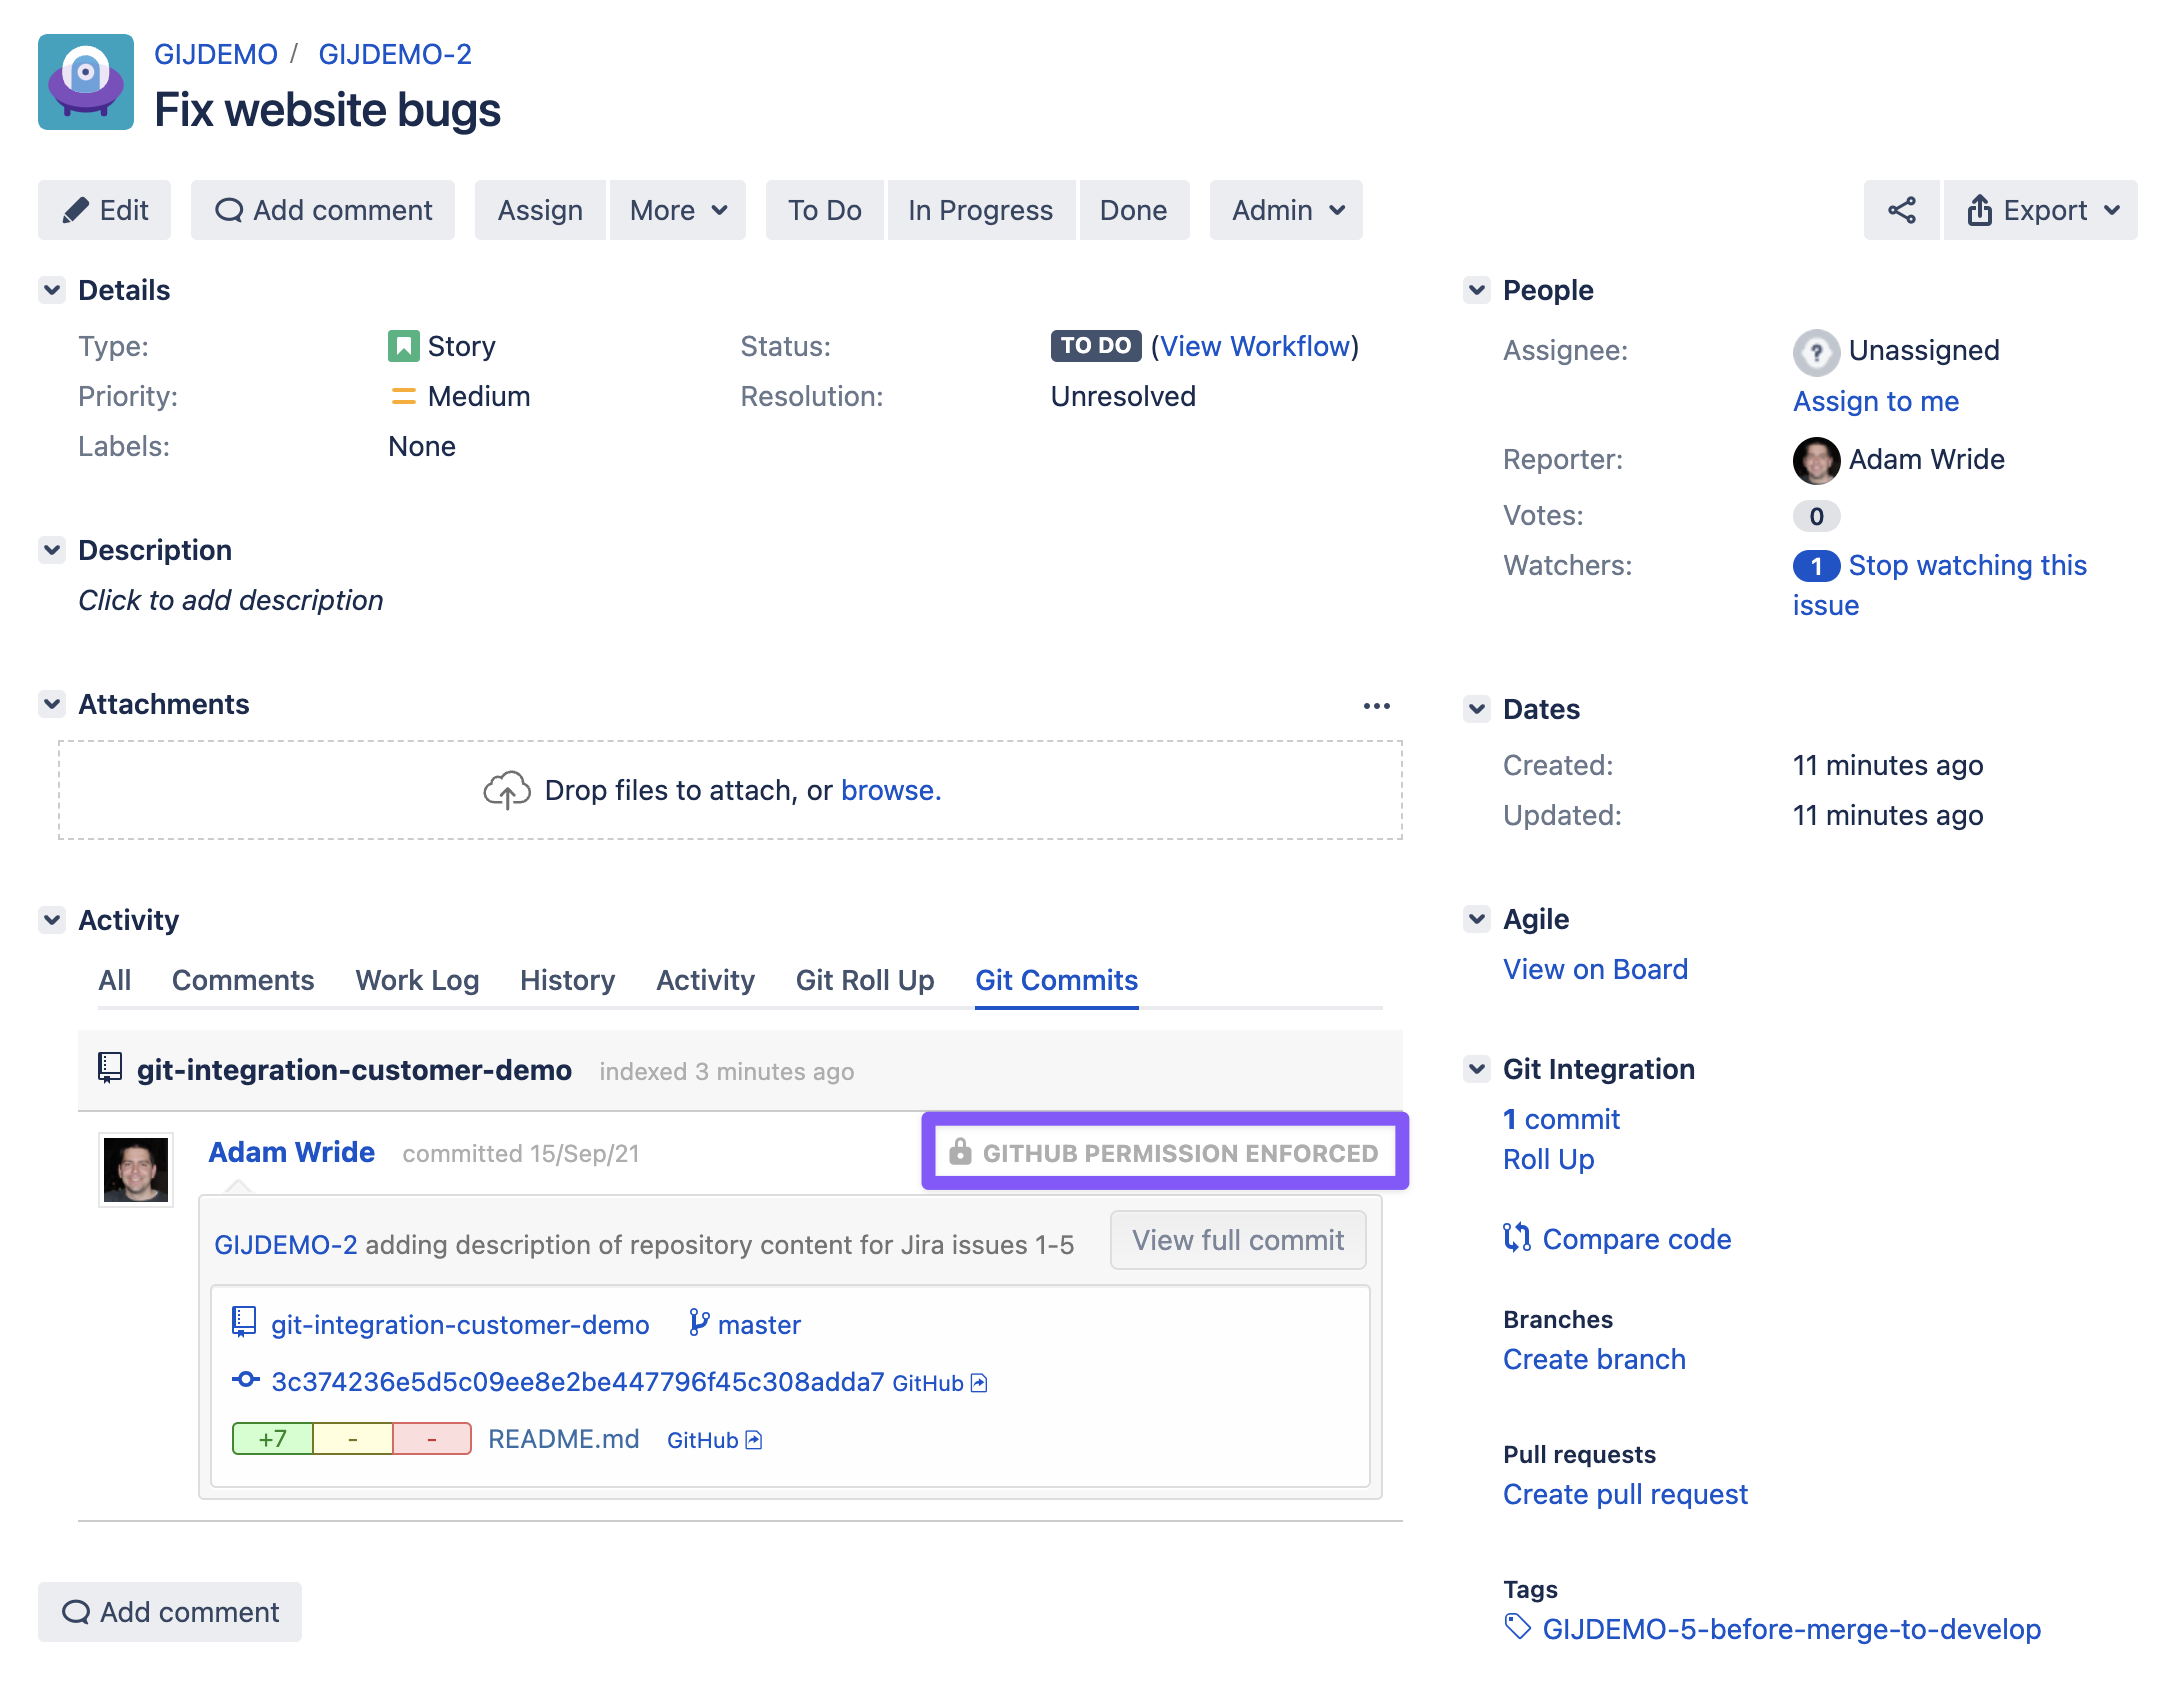 GIJDEMO / GIJDEMO-2
Fix website bugs
Edit
Add comment
Assign
More
To Do
In Progress
Done
Admin
Export
Details
Type: Story
Priority: Medium
Labels: None
Status: TO DO (View Workflow)
Resolution: Unresolved
Description
Click to add description
Attachments
Drop files to attach, or browse.
Activity
All Comments Work Log History Activity Git Roll Up Git Commits
git-integration-customer-demo indexed 3 minutes ago
Adam Wride committed 15/Sep/21 GITHUB PERMISSION ENFORCED
GIJDEMO-2 adding description of repository content for Jira issues 1-5 View full commit
git-integration-customer-demo master
3c374236e5d5c09ee8e2be447796f45c308adda7 GitHub
+7 - - README.md GitHub
Add comment
People
Assignee: ? Unassigned
Assign to me
Reporter: Adam Wride
Votes: 0
Watchers: 1 Stop watching this
issue
Dates
Created: 11 minutes ago
Updated: 11 minutes ago
Agile
View on Board
Git Integration
1 commit
Roll Up
Compare code
Branches
Create branch
Pull requests
Create pull request
Tags
GIJDEMO-5-before-merge-to-develop